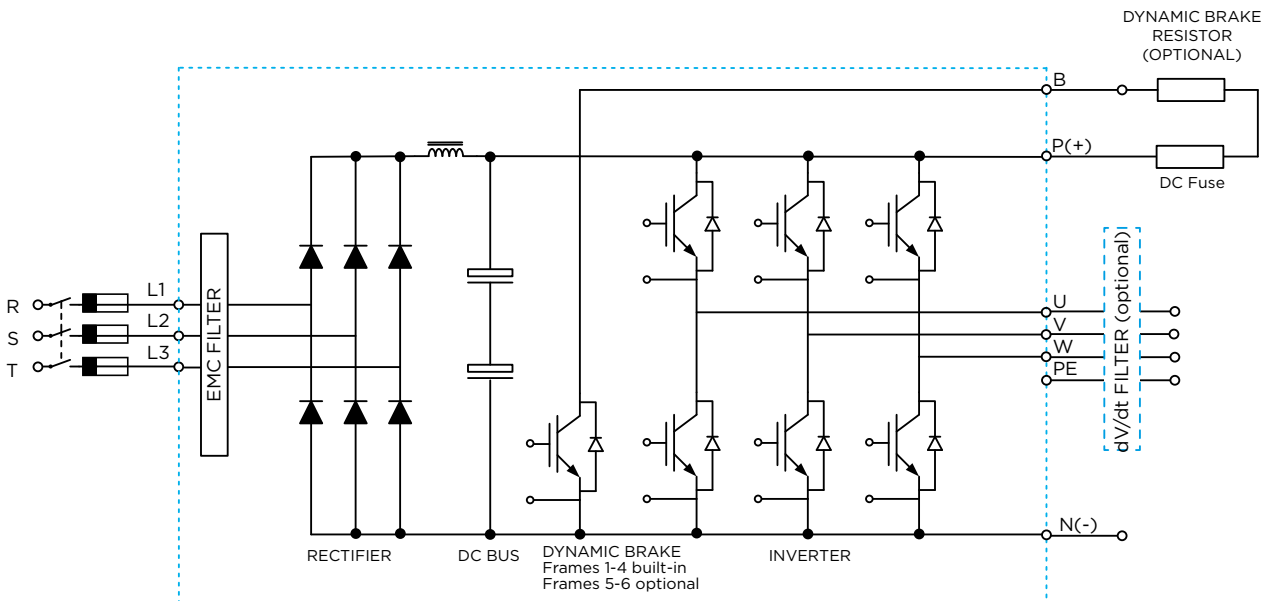 DYNAMIC BRAKE
RESISTOR
(OPTIONAL)
B
P(+)
DC Fuse
R
S
T
L1
L2
L3
EMC FILTER
U
V
W
PE
dV/dt FILTER (optional)
N(-)
RECTIFIER
DC BUS
DYNAMIC BRAKE
Frames 1-4 built-in
Frames 5-6 optional
INVERTER